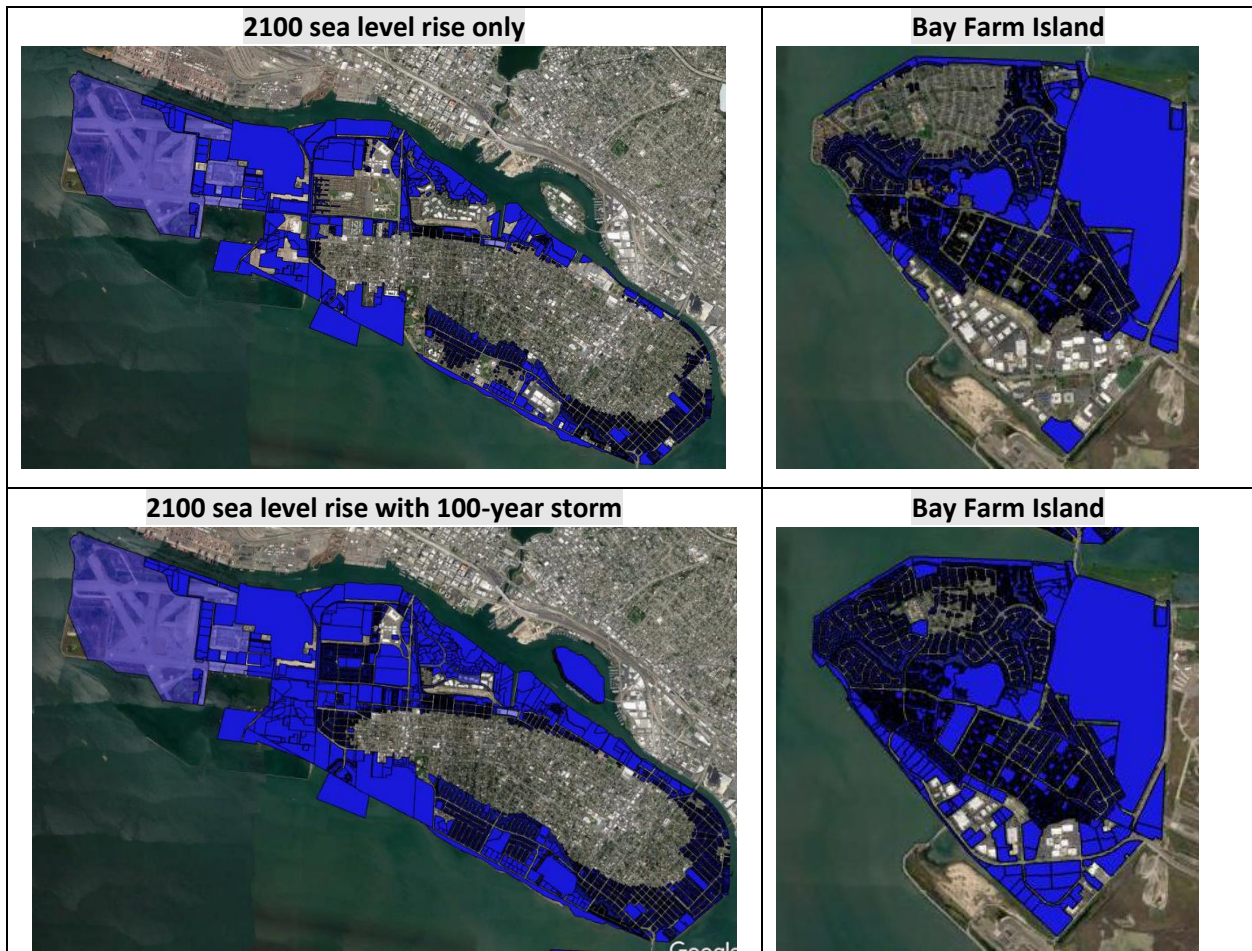 2100 sea level rise only
Bay Farm Island
2100 sea level rise with 100-year storm
Bay Farm Island
Google